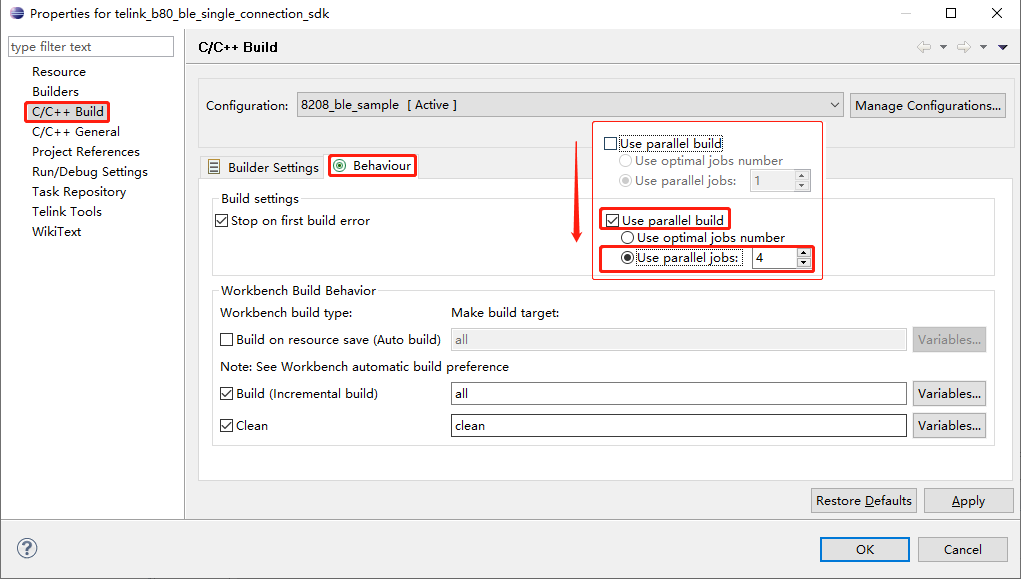 Properties for telink_b80_ble_single_connection_sdk
type filter text
Resource
Builders
C/C++ Build
C/C++ General
Project References
Run/Debug Settings
Task Repository
Telink Tools
WikiText
C/C++ Build
Configuration: 8208_ble_sample [ Active ] Manage Configurations...
Builder Settings Behaviour
Build settings
Stop on first build error
Use parallel build
Use optimal jobs number
Use parallel jobs: 1
Use parallel build
Use optimal jobs number
Use parallel jobs: 4
Workbench Build Behavior
Workbench build type: Make build target:
Build on resource save (Auto build) all Variables...
Note: See Workbench automatic build preference
Build (Incremental build) all Variables...
Clean clean Variables...
Restore Defaults Apply
? OK Cancel